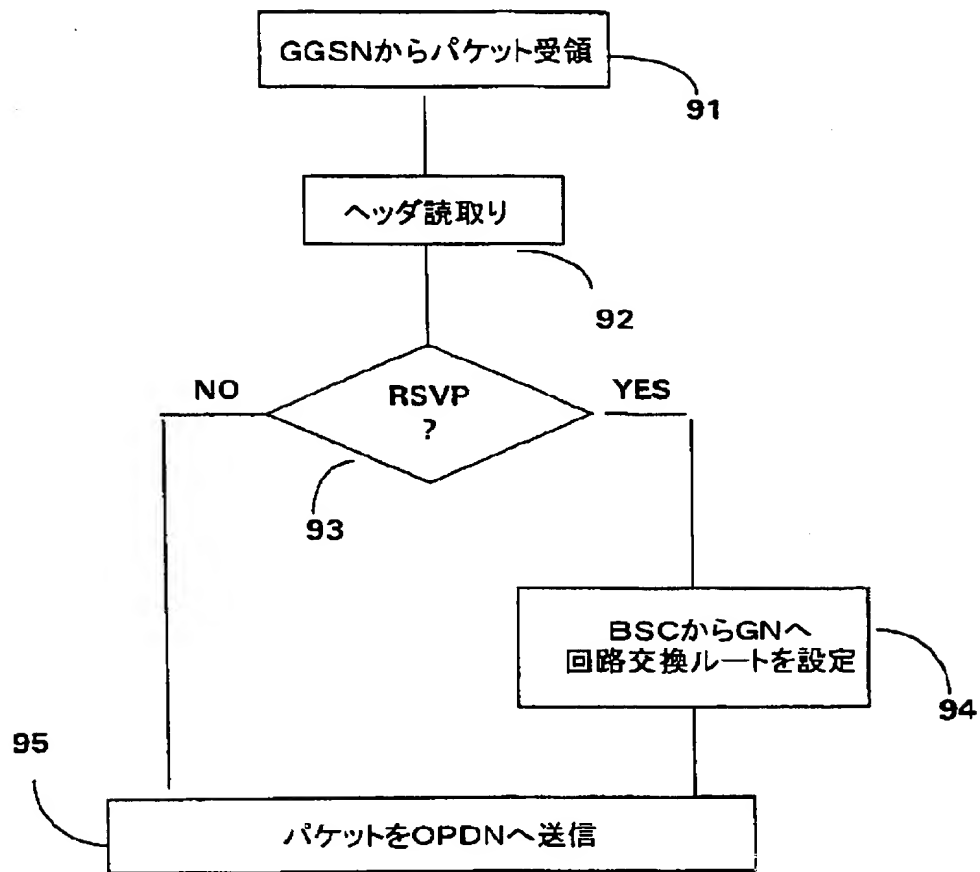 GGSNからパケット受領
91
ヘッダ読取り
92
NO
RSVP
?
YES
93
BSCからGNへ
回路交換ルートを設定
94
95
パケットをOPDNへ送信